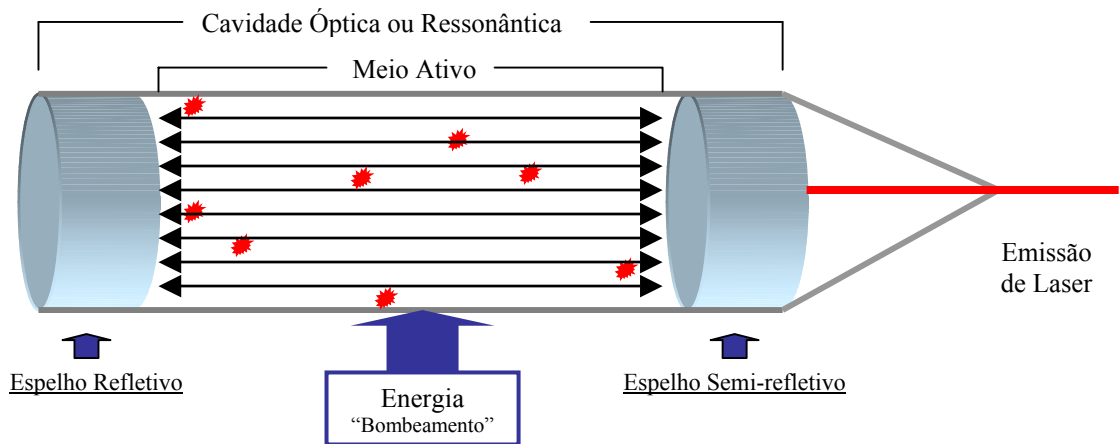 Cavidade Óptica ou Ressonântica
Meio Ativo
Emissão
de Laser
Espelho Refletivo
Energia
“Bombeamento”
Espelho Semi-refletivo